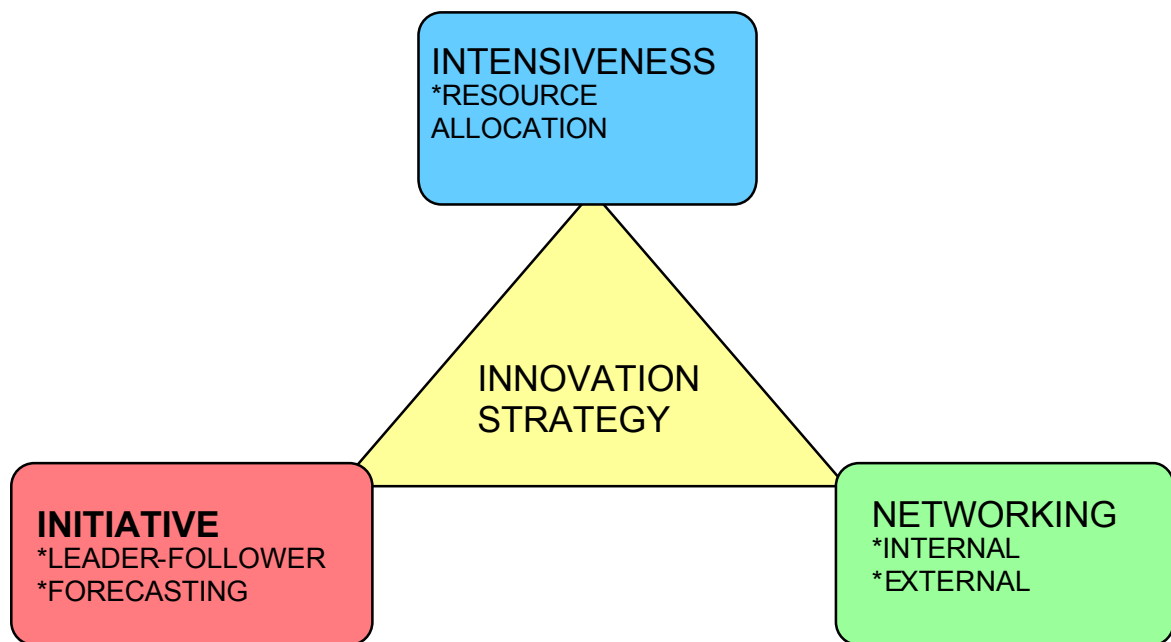 INTENSIVENESS
*RESOURCE
ALLOCATION
INNOVATION
STRATEGY
INITIATIVE
*LEADER-FOLLOWER
*FORECASTING
NETWORKING
*INTERNAL
*EXTERNAL